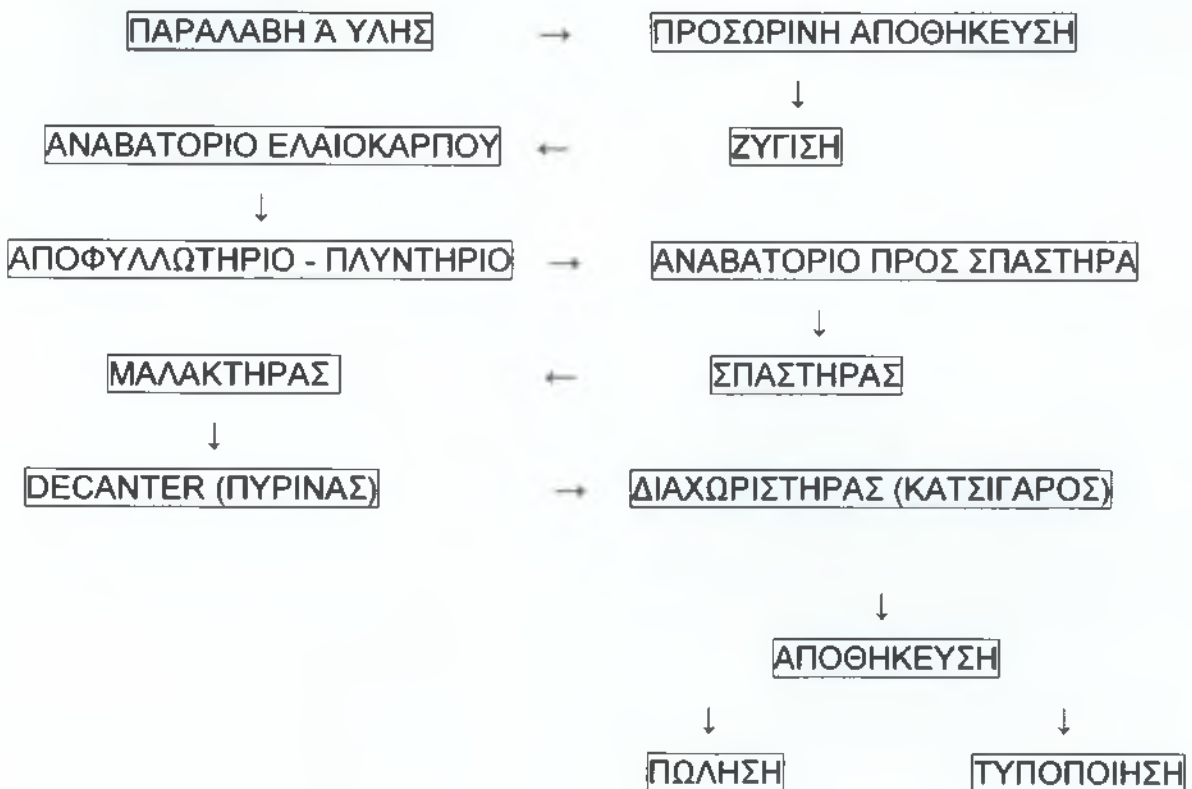 ΠΑΡΑΛΑΒΗ Ά ΥΛΗΣ → ΠΡΟΣΩΡΙΝΗ ΑΠΟΘΗΚΕΥΣΗ
↓
ΑΝΑΒΑΤΟΡΙΟ ΕΛΑΙΟΚΑΡΠΟΥ ← ΖΥΓΙΣΗ
↓
ΑΠΟΦΥΛΛΩΤΗΡΙΟ - ΠΛΥΝΤΗΡΙΟ → ΑΝΑΒΑΤΟΡΙΟ ΠΡΟΣ ΣΠΑΣΤΗΡΑ
↓
ΜΑΛΑΚΤΗΡΑΣ ← ΣΠΑΣΤΗΡΑΣ
↓
DECANTER (ΠΥΡΙΝΑΣ) → ΔΙΑΧΩΡΙΣΤΗΡΑΣ (ΚΑΤΣΙΓΑΡΟΣ)
↓
ΑΠΟΘΗΚΕΥΣΗ
↓ ↓
ΠΩΛΗΣΗ ΤΥΠΟΠΟΙΗΣΗ